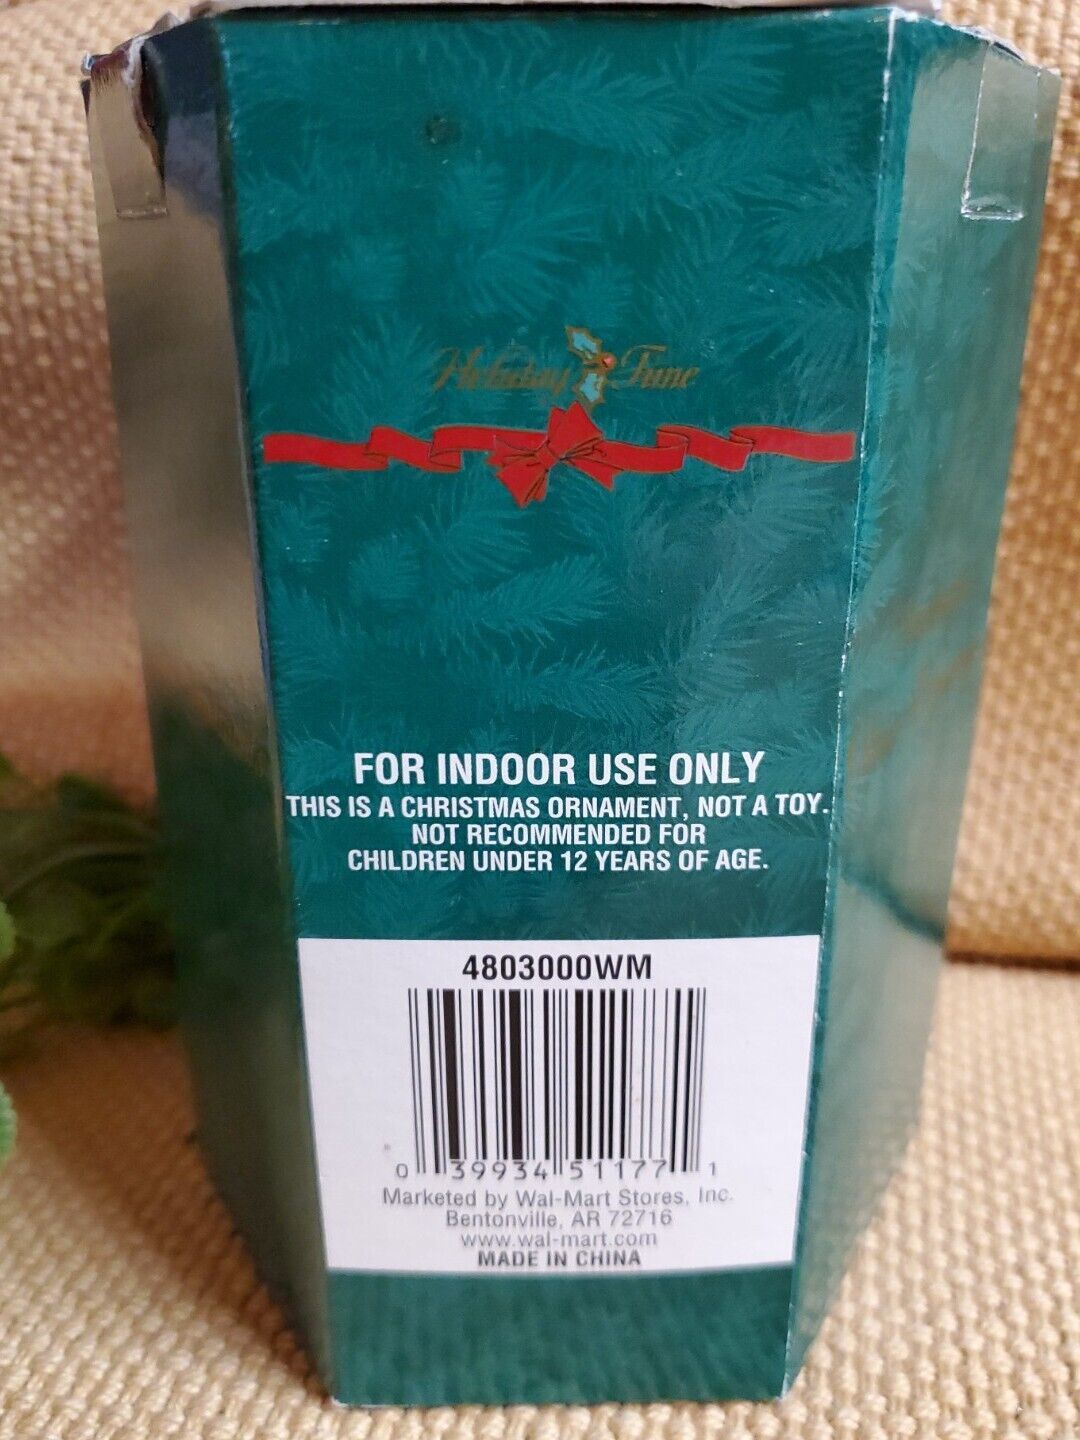 Holiday Time
FOR INDOOR USE ONLY
THIS IS A CHRISTMAS ORNAMENT, NOT A TOY.
NOT RECOMMENDED FOR
CHILDREN UNDER 12 YEARS OF AGE.
4803000WM
0 39934 51177 1
Marketed by Wal-Mart Stores, Inc.
Bentonville, AR 72716
www.wal-mart.com
MADE IN CHINA